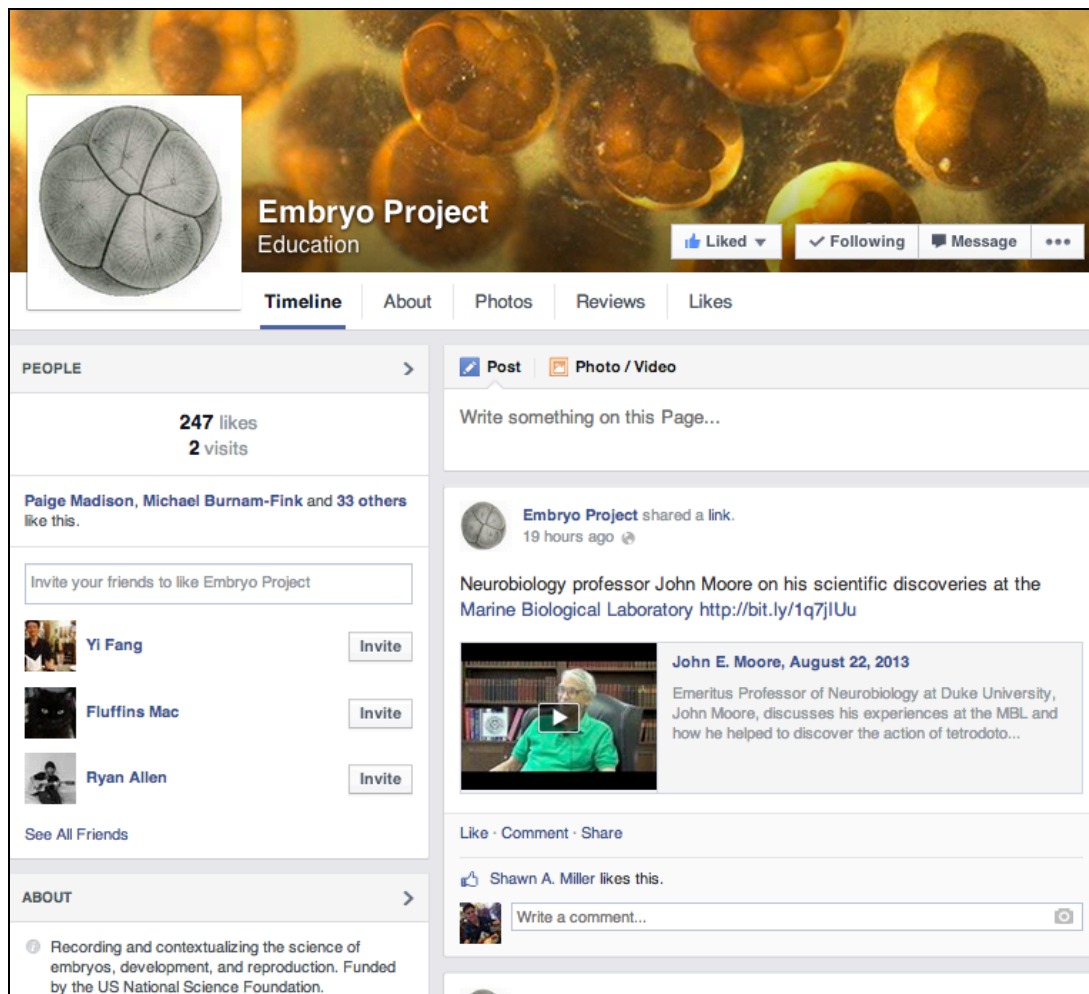 Embryo Project
Education
Liked
Following
Message
Timeline
About
Photos
Reviews
Likes
PEOPLE
247 likes
2 visits
Paige Madison, Michael Burnam-Fink and 33 others
like this.
Invite your friends to like Embryo Project
Yi Fang
Invite
Fluffins Mac
Invite
Ryan Allen
Invite
See All Friends
ABOUT
Recording and contextualizing the science of
embryos, development, and reproduction. Funded
by the US National Science Foundation.
Post
Photo / Video
Write something on this Page...
Embryo Project shared a link.
19 hours ago
Neurobiology professor John Moore on his scientific discoveries at the
Marine Biological Laboratory http://bit.ly/1q7jlUu
John E. Moore, August 22, 2013
Emeritus Professor of Neurobiology at Duke University,
John Moore, discusses his experiences at the MBL and
how he helped to discover the action of tetrodoto...
Like · Comment · Share
Shawn A. Miller likes this.
Write a comment...